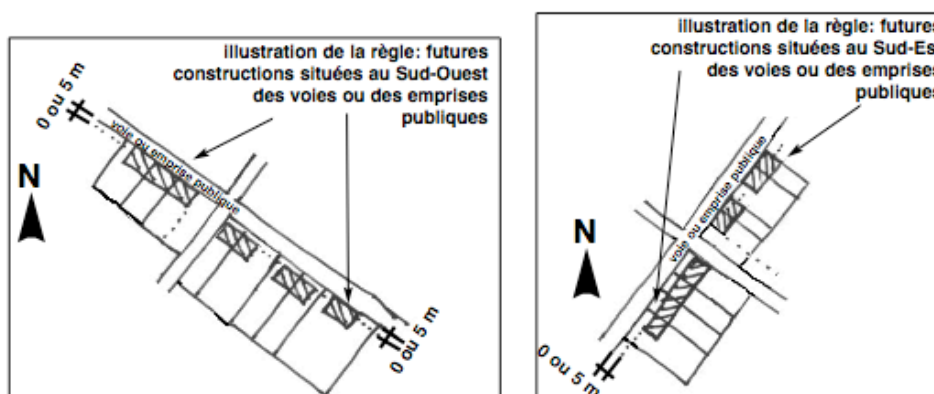 illustration de la règle: futures
constructions situées au Sud-Ouest
des voies ou des emprises
publiques
0 ou 5 m
voie ou emprise publique
N
0 ou 5 m
illustration de la règle: futures
constructions situées au Sud-Es
des voies ou des emprises
publiques
voie ou emprise publique
N
0 ou 5 m